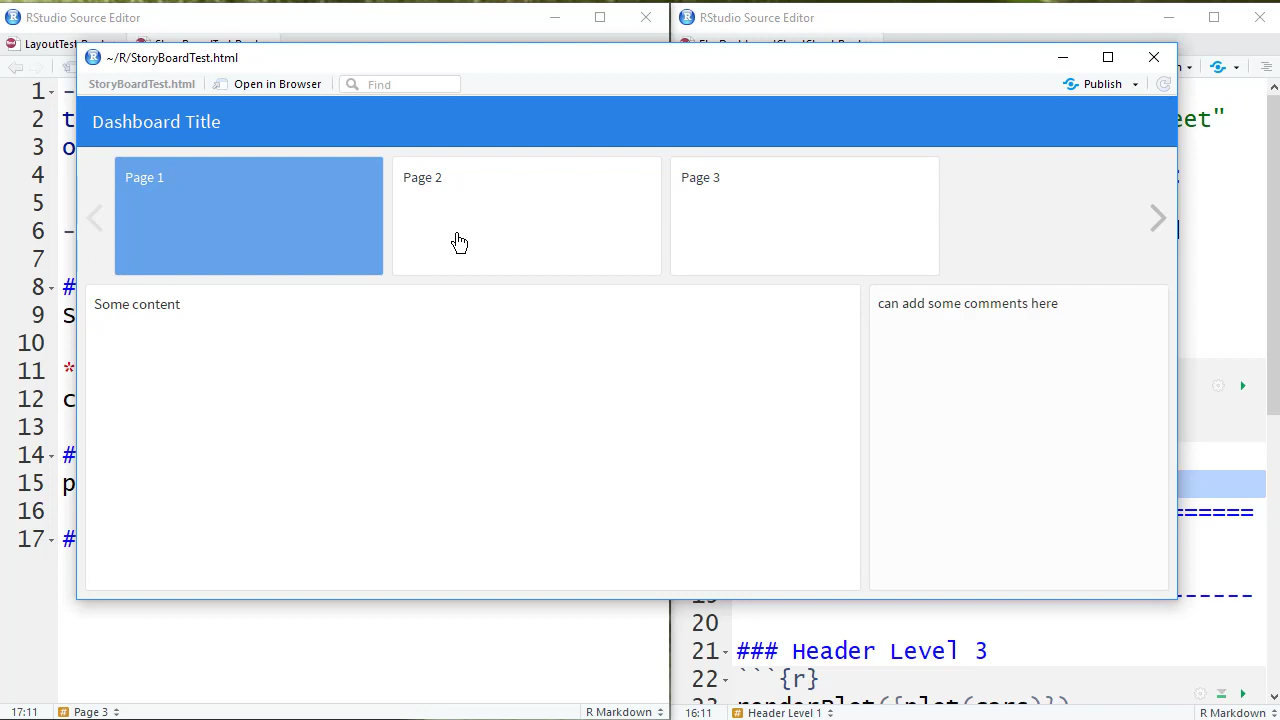 RStudio Source Editor
RStudio Source Editor
LayoutTest
~/R/StoryBoardTest.html
StoryBoardTest.html
Open in Browser
Find
Publish
Dashboard Title
Page 1
Page 2
Page 3
Some content
can add some comments here
1 -
2 t
3 o
4
5
6 -
7
8 #
9 S
10
11 *
12 c
13
14 #
15 p
16
17 #
eet"
:
======
------
20
21 ### Header Level 3
22 ```{r}
17:11
Page 3
R Markdown
16:11
Header Level 1
R Markdown